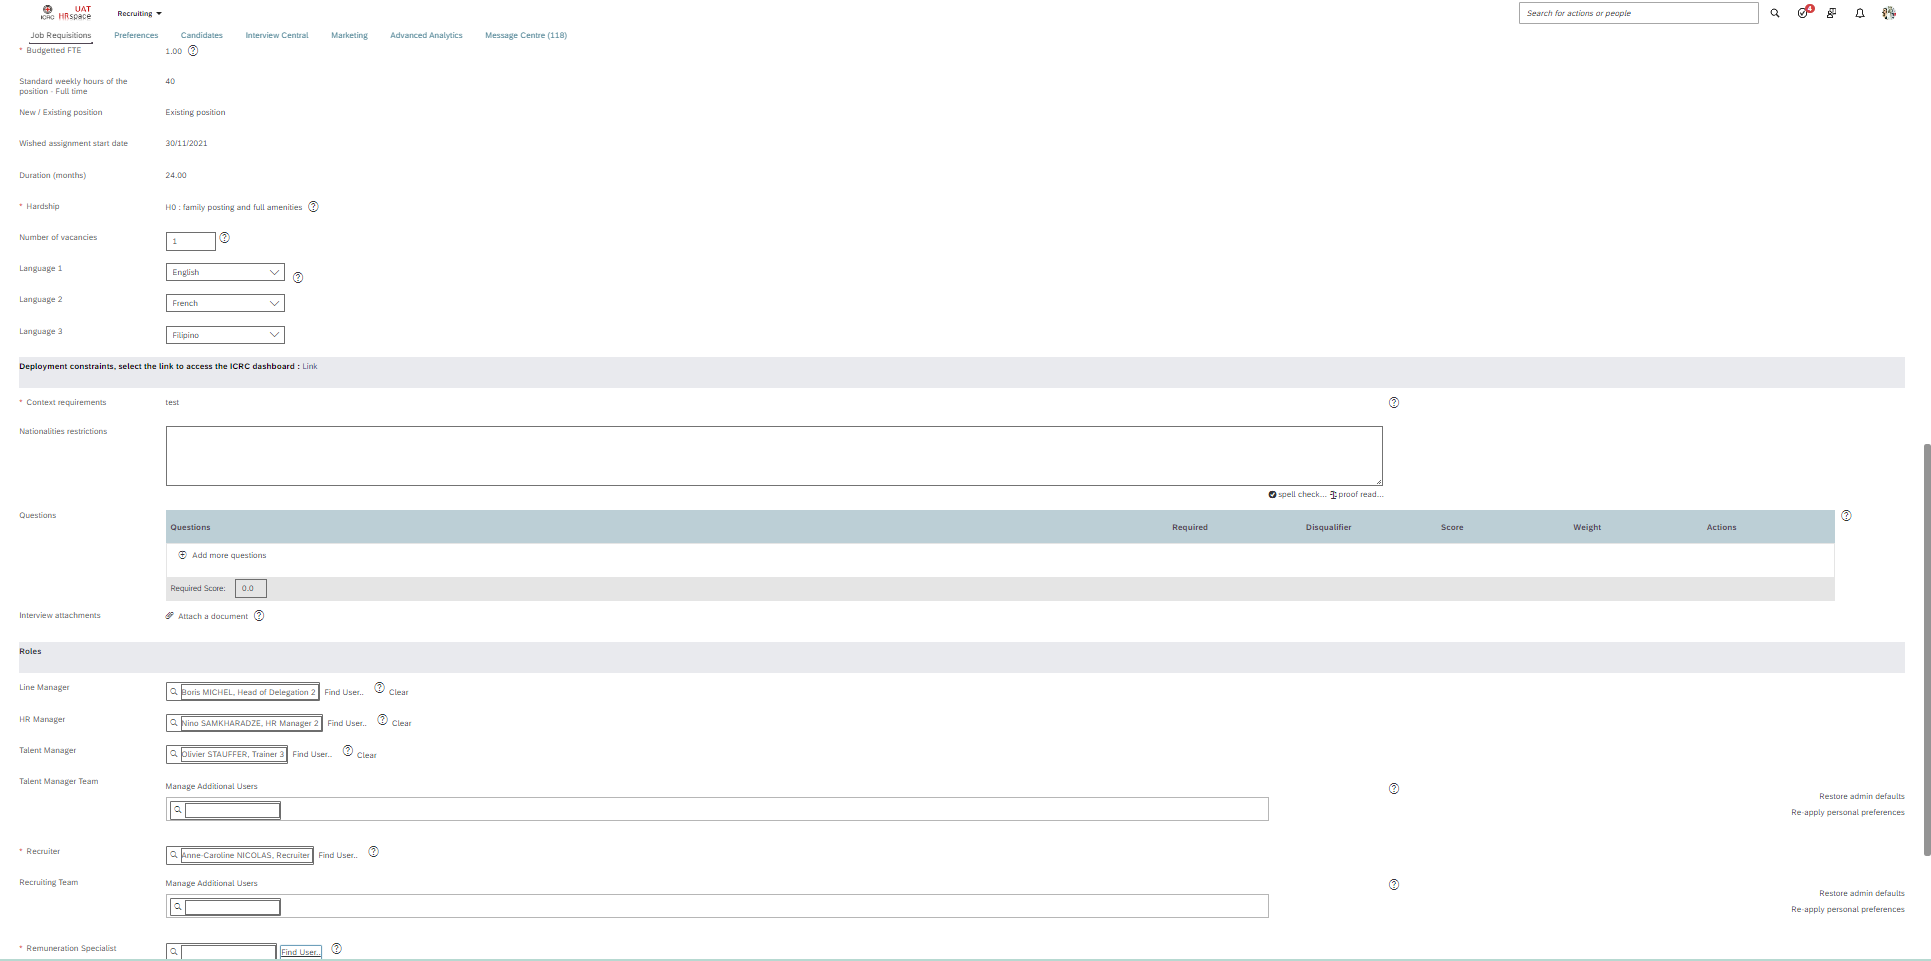 ICRC
UAT
HRspace
Recruiting
Search for actions or people
4
Job Requisitions
Preferences
Candidates
Interview Central
Marketing
Advanced Analytics
Message Centre (118)
* Budgetted FTE
1.00
Standard weekly hours of the
position - Full time
40
New / Existing position
Existing position
Wished assignment start date
30/11/2021
Duration (months)
24.00
* Hardship
H0 : family posting and full amenities
Number of vacancies
1
Language 1
English
Language 2
French
Language 3
Filipino
Deployment constraints, select the link to access the ICRC dashboard : Link
* Context requirements
test
Nationalities restrictions
spell check... proof read...
Questions
Questions
Required
Disqualifier
Score
Weight
Actions
Add more questions
Required Score:
0.0
Interview attachments
Attach a document
Roles
Line Manager
Boris MICHEL, Head of Delegation 2
Find User..
Clear
HR Manager
Nino SAMKHARADZE, HR Manager 2
Find User..
Clear
Talent Manager
Olivier STAUFFER, Trainer 3
Find User..
Clear
Talent Manager Team
Manage Additional Users
Restore admin defaults
Re-apply personal preferences
* Recruiter
Anne-Caroline NICOLAS, Recruiter
Find User..
Recruiting Team
Manage Additional Users
Restore admin defaults
Re-apply personal preferences
* Remuneration Specialist
Find User..